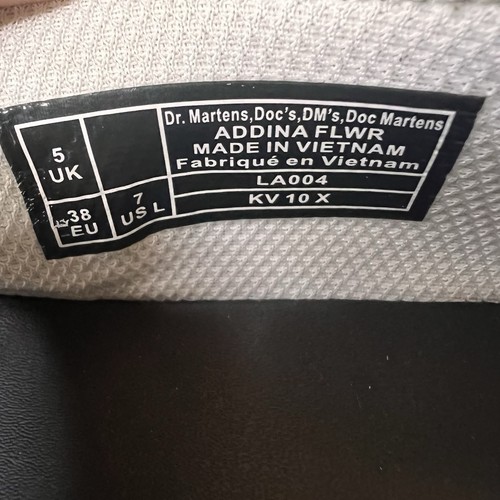 Dr. Martens,Doc's,DM's,Doc Martens
ADDINA FLWR
MADE IN VIETNAM
Fabriqué en Vietnam
LA004
KV 10 X
5
UK
38
EU
7
US L